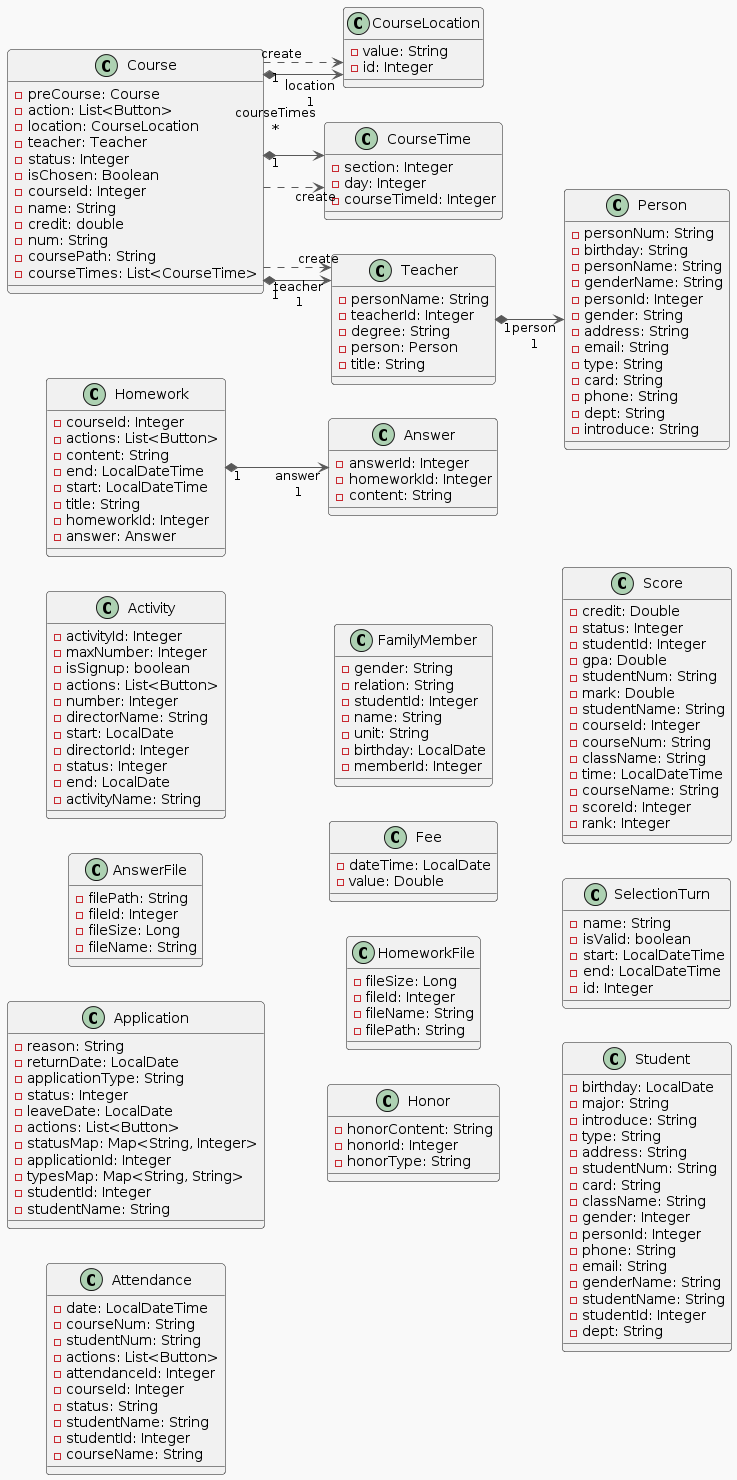 C Course
preCourse: Course
action: List<Button>
location: CourseLocation
teacher: Teacher
status: Integer
isChosen: Boolean
courseId: Integer
name: String
credit: double
num: String
coursePath: String
courseTimes: List<CourseTime>
create
1
location
1
courseTimes
*
1
create
create
teacher
1
1
C CourseLocation
value: String
id: Integer
C CourseTime
section: Integer
day: Integer
courseTimeId: Integer
C Teacher
personName: String
teacherId: Integer
degree: String
person: Person
title: String
1
person
1
C Person
personNum: String
birthday: String
personName: String
genderName: String
personId: Integer
gender: String
address: String
email: String
type: String
card: String
phone: String
dept: String
introduce: String
C Homework
courseId: Integer
actions: List<Button>
content: String
end: LocalDateTime
start: LocalDateTime
title: String
homeworkId: Integer
answer: Answer
1
answer
1
C Answer
answerId: Integer
homeworkId: Integer
content: String
C Activity
activityId: Integer
maxNumber: Integer
isSignup: boolean
actions: List<Button>
number: Integer
directorName: String
start: LocalDate
directorId: Integer
status: Integer
end: LocalDate
activityName: String
C FamilyMember
gender: String
relation: String
studentId: Integer
name: String
unit: String
birthday: LocalDate
memberId: Integer
C Score
credit: Double
status: Integer
studentId: Integer
gpa: Double
studentNum: String
mark: Double
studentName: String
courseId: Integer
courseNum: String
className: String
time: LocalDateTime
courseName: String
scoreId: Integer
rank: Integer
C AnswerFile
filePath: String
fileId: Integer
fileSize: Long
fileName: String
C Fee
dateTime: LocalDate
value: Double
C SelectionTurn
name: String
isValid: boolean
start: LocalDateTime
end: LocalDateTime
id: Integer
C HomeworkFile
fileSize: Long
fileId: Integer
fileName: String
filePath: String
C Application
reason: String
returnDate: LocalDate
applicationType: String
status: Integer
leaveDate: LocalDate
actions: List<Button>
statusMap: Map<String, Integer>
applicationId: Integer
typesMap: Map<String, String>
studentId: Integer
studentName: String
C Honor
honorContent: String
honorId: Integer
honorType: String
C Student
birthday: LocalDate
major: String
introduce: String
type: String
address: String
studentNum: String
card: String
className: String
gender: Integer
personId: Integer
phone: String
email: String
genderName: String
studentName: String
studentId: Integer
dept: String
C Attendance
date: LocalDateTime
courseNum: String
studentNum: String
actions: List<Button>
attendanceId: Integer
courseId: Integer
status: String
studentName: String
studentId: Integer
courseName: String